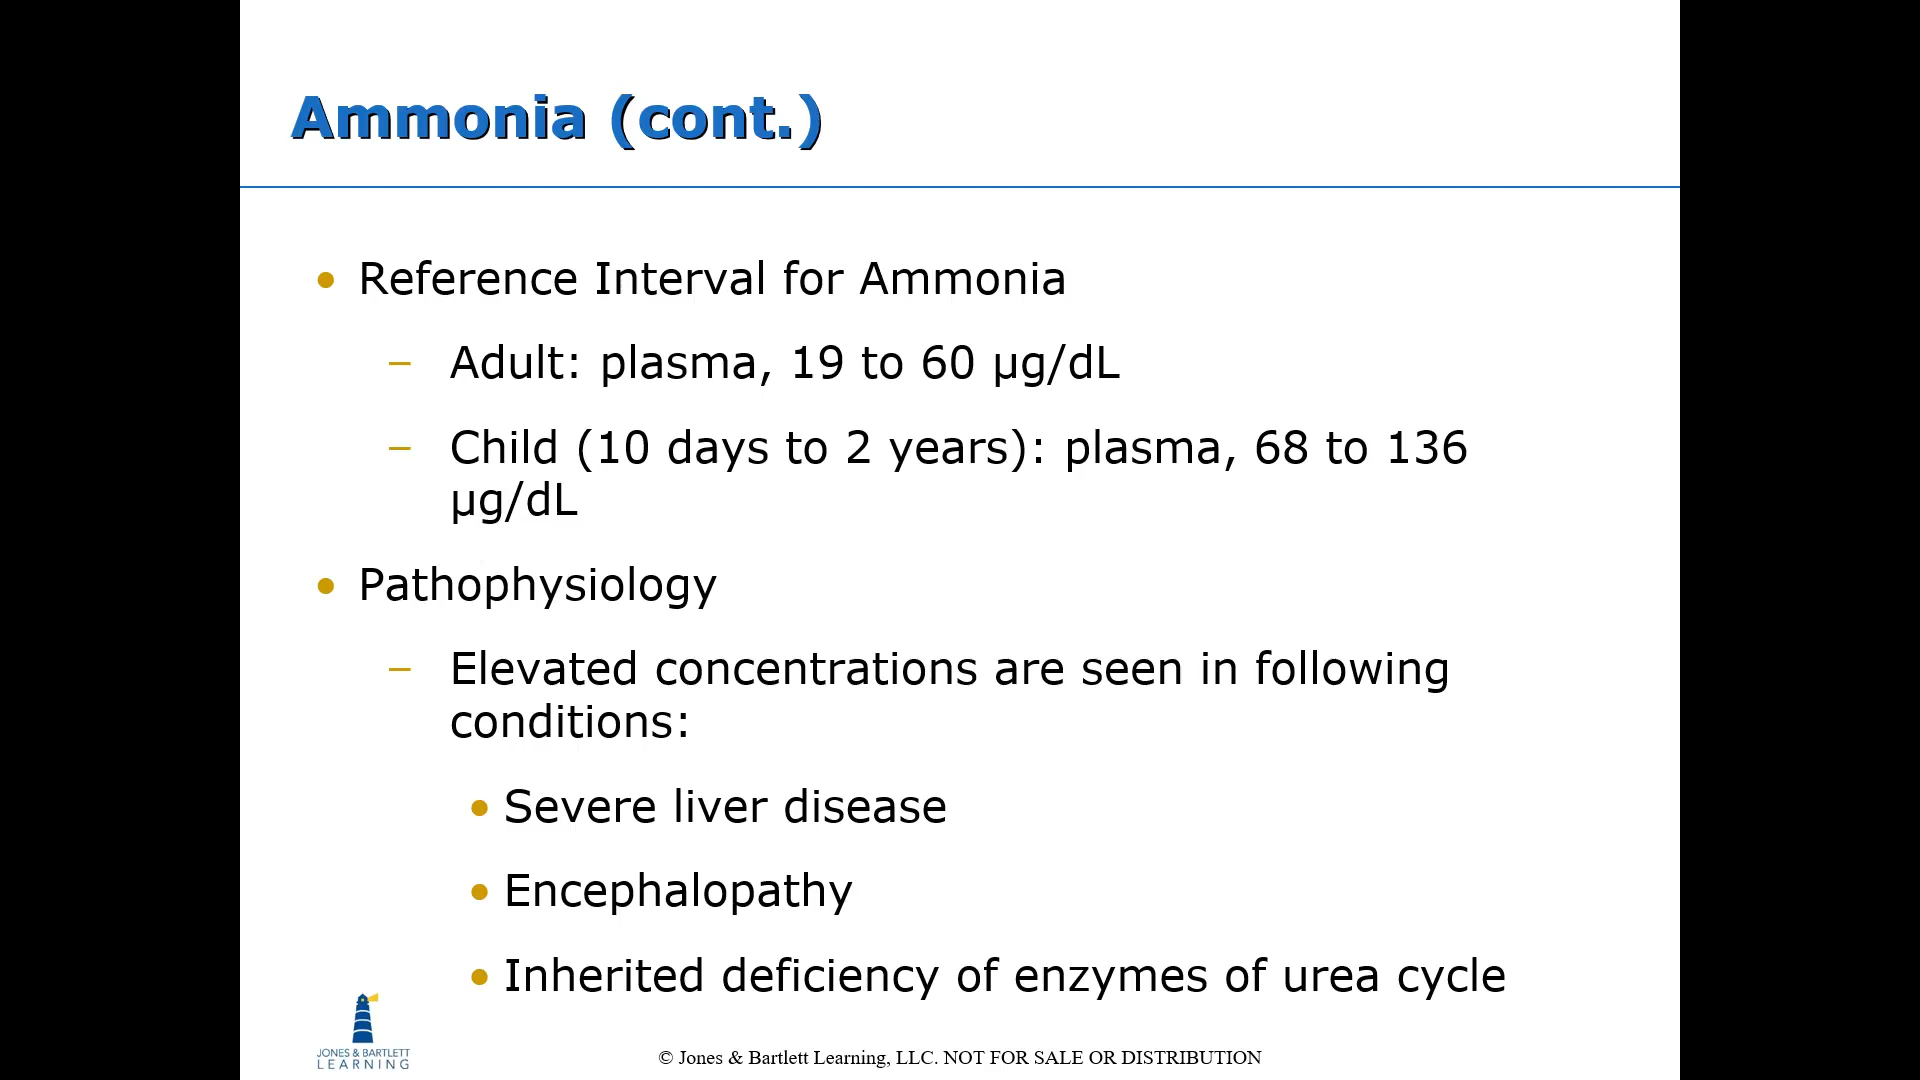 Ammonia (cont.)
• Reference Interval for Ammonia
– Adult: plasma, 19 to 60 µg/dL
– Child (10 days to 2 years): plasma, 68 to 136
µg/dL
• Pathophysiology
– Elevated concentrations are seen in following
conditions:
• Severe liver disease
• Encephalopathy
• Inherited deficiency of enzymes of urea cycle
JONES & BARTLETT
LEARNING
© Jones & Bartlett Learning, LLC. NOT FOR SALE OR DISTRIBUTION